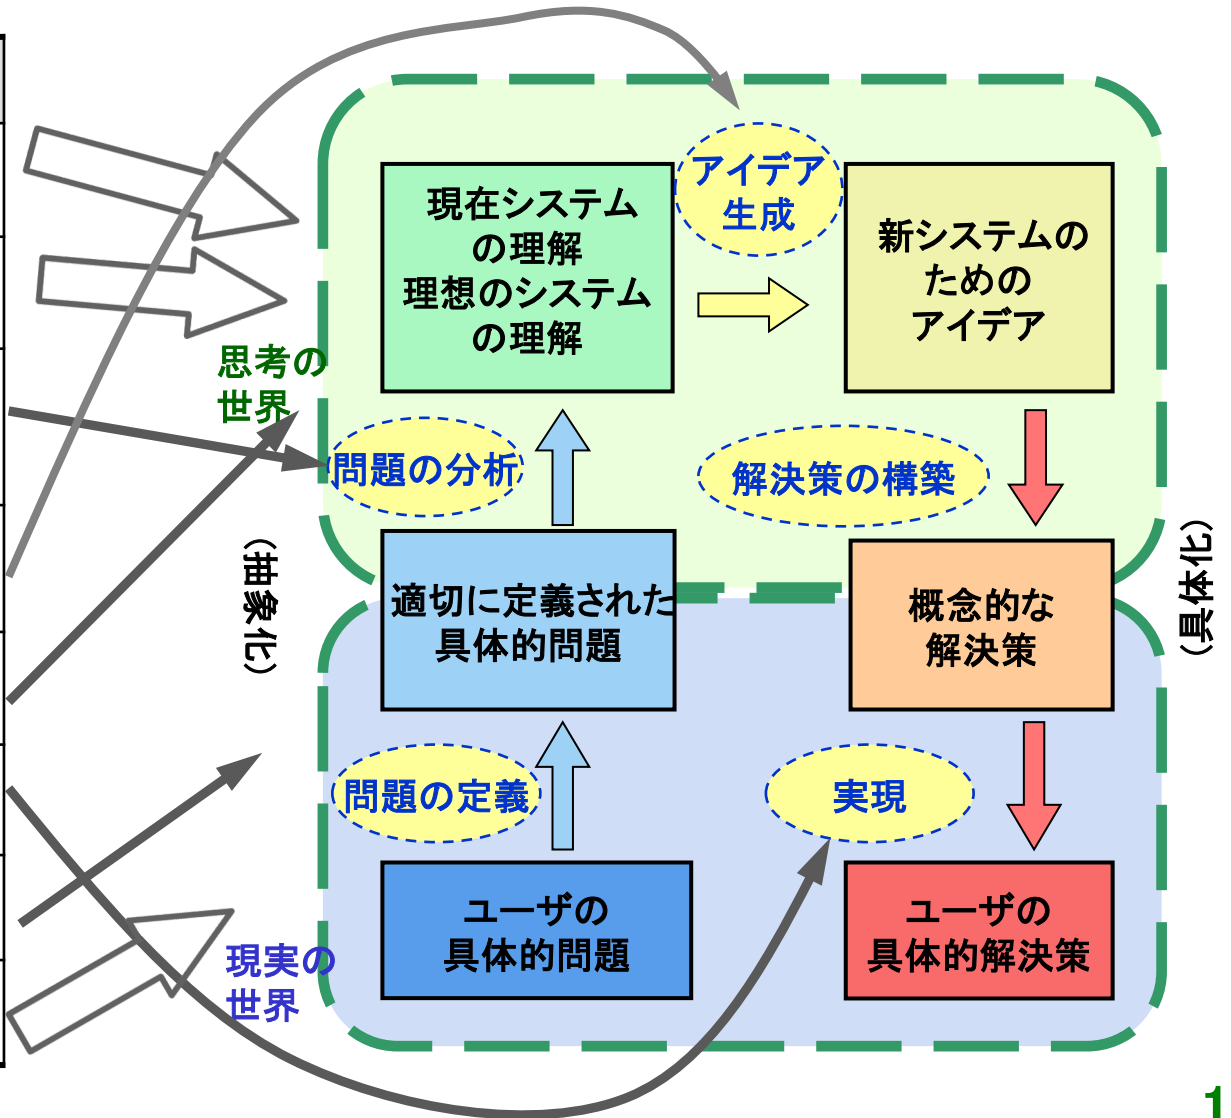 アイデア
生成
現在システム
の理解
理想のシステム
の理解
新システムの
ための
アイデア
思考の
世界
問題の分析
解決策の構築
（抽象化）
（具体化）
適切に定義された
具体的問題
概念的な
解決策
問題の定義
実現
ユーザの
具体的問題
ユーザの
具体的解決策
現実の
世界
1